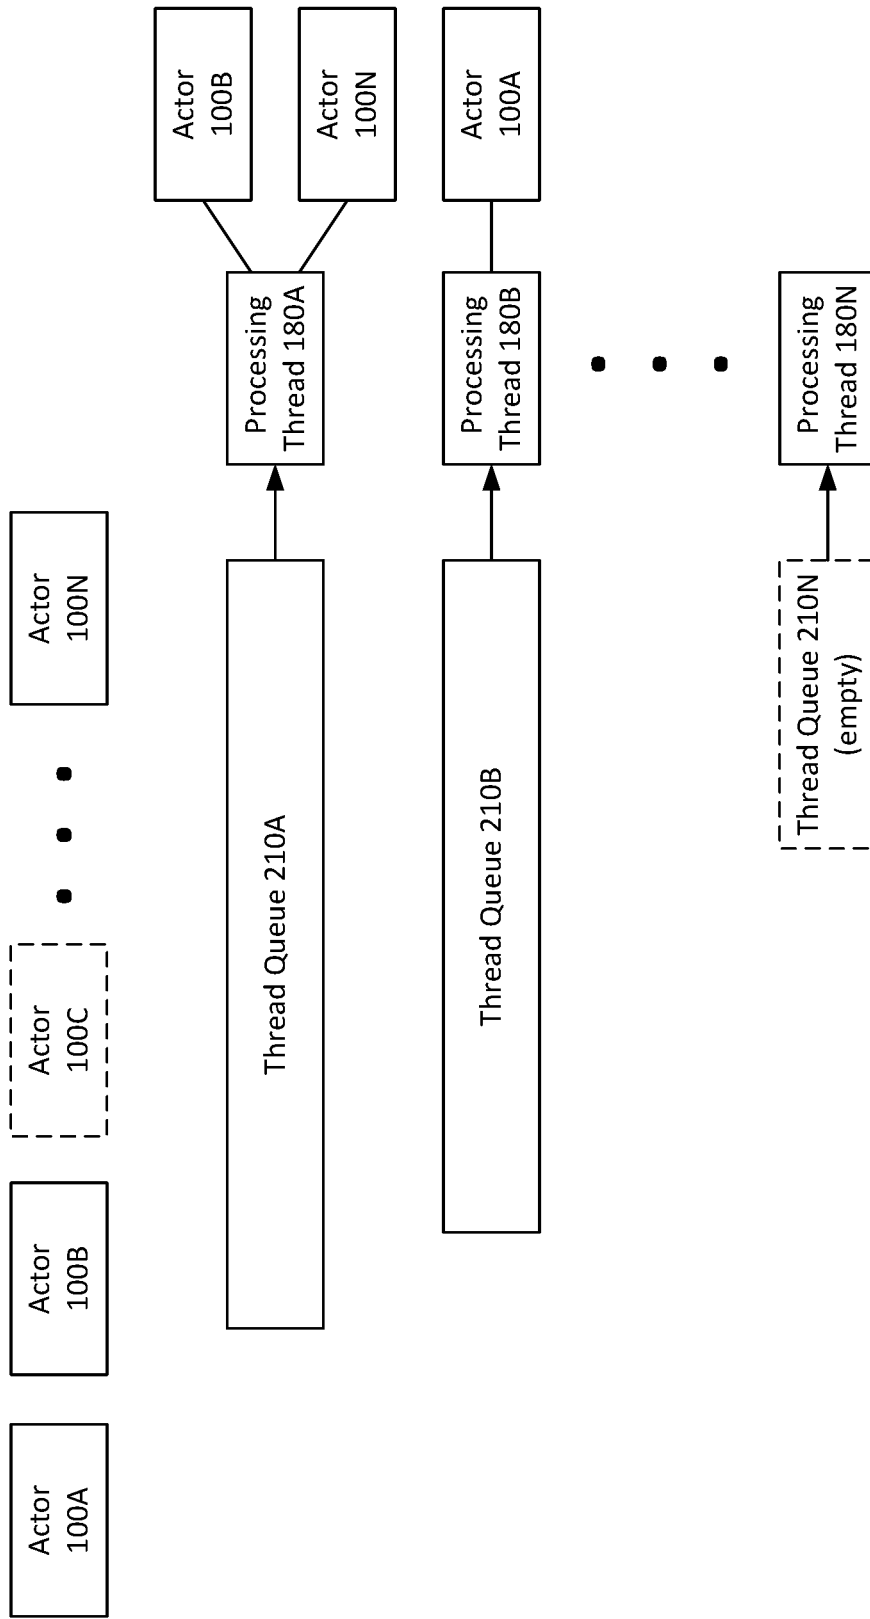 Actor
100A
Actor
100B
Actor
100C
Actor
100N
Thread Queue 210A
Processing
Thread 180A
Actor
100B
Actor
100N
Thread Queue 210B
Processing
Thread 180B
Actor
100A
Thread Queue 210N
(empty)
Processing
Thread 180N